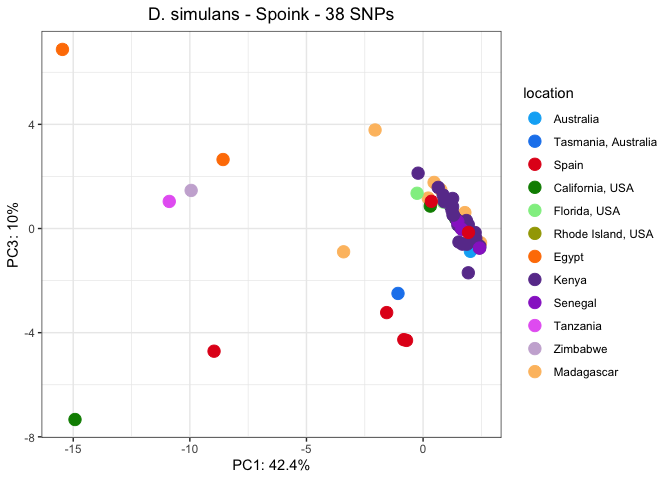 D. simulans - Spoink - 38 SNPs
PC3: 10%
4
0
-4
-8
-15
-10
-5
0
PC1: 42.4%
location
Australia
Tasmania, Australia
Spain
California, USA
Florida, USA
Rhode Island, USA
Egypt
Kenya
Senegal
Tanzania
Zimbabwe
Madagascar